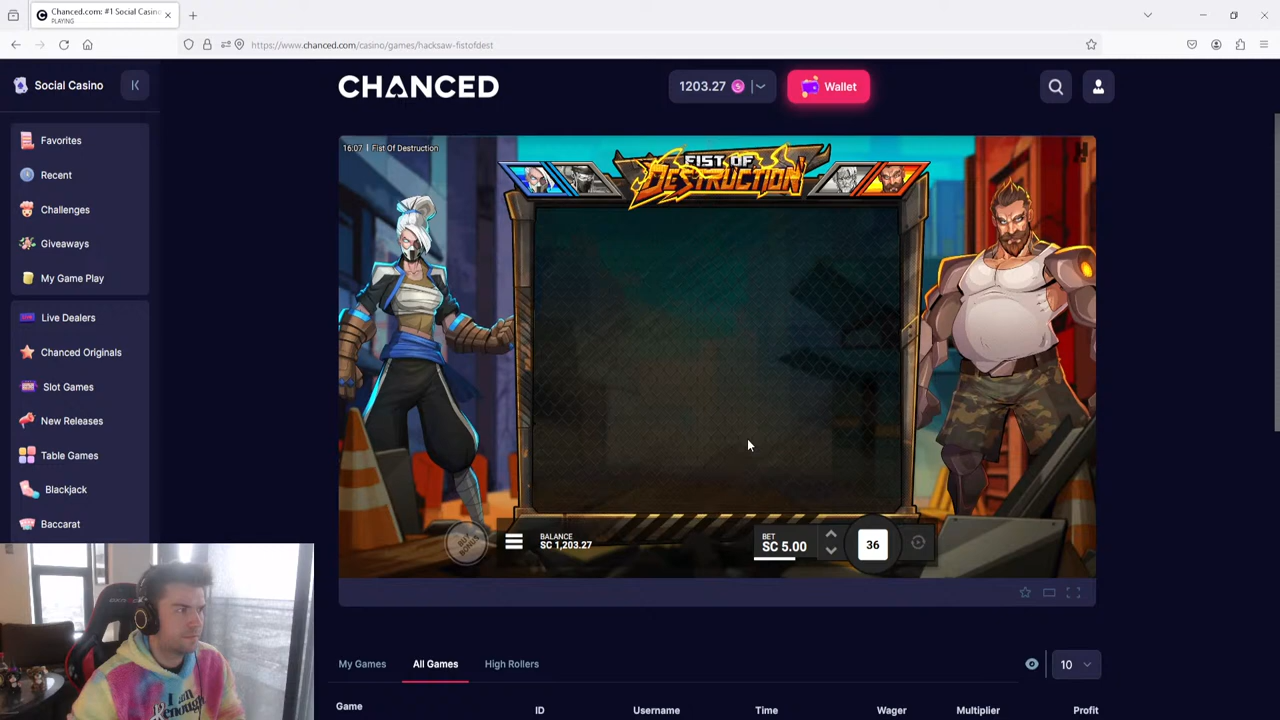 Chanced.com: #1 Social Casin
PLAYING
https://www.chanced.com/casino/games/hacksaw-fistofdest
Social Casino
CHANCED
1203.27
Wallet
Favorites
Recent
Challenges
Giveaways
My Game Play
Live Dealers
Chanced Originals
Slot Games
New Releases
Table Games
Blackjack
Baccarat
16:07 | Fist Of Destruction
FIST OF
DESTRUCTION
BUY
BONUS
BALANCE
SC 1,203.27
BET
SC 5.00
36
My Games
All Games
High Rollers
10
Game
ID
Username
Time
Wager
Multiplier
Profit